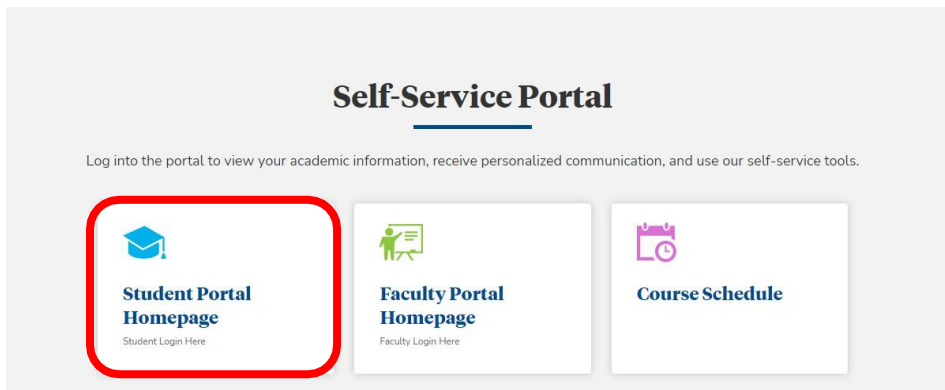 Self-Service Portal
Log into the portal to view your academic information, receive personalized communication, and use our self-service tools.
Student Portal
Homepage
Student Login Here
Faculty Portal
Homepage
Faculty Login Here
Course Schedule